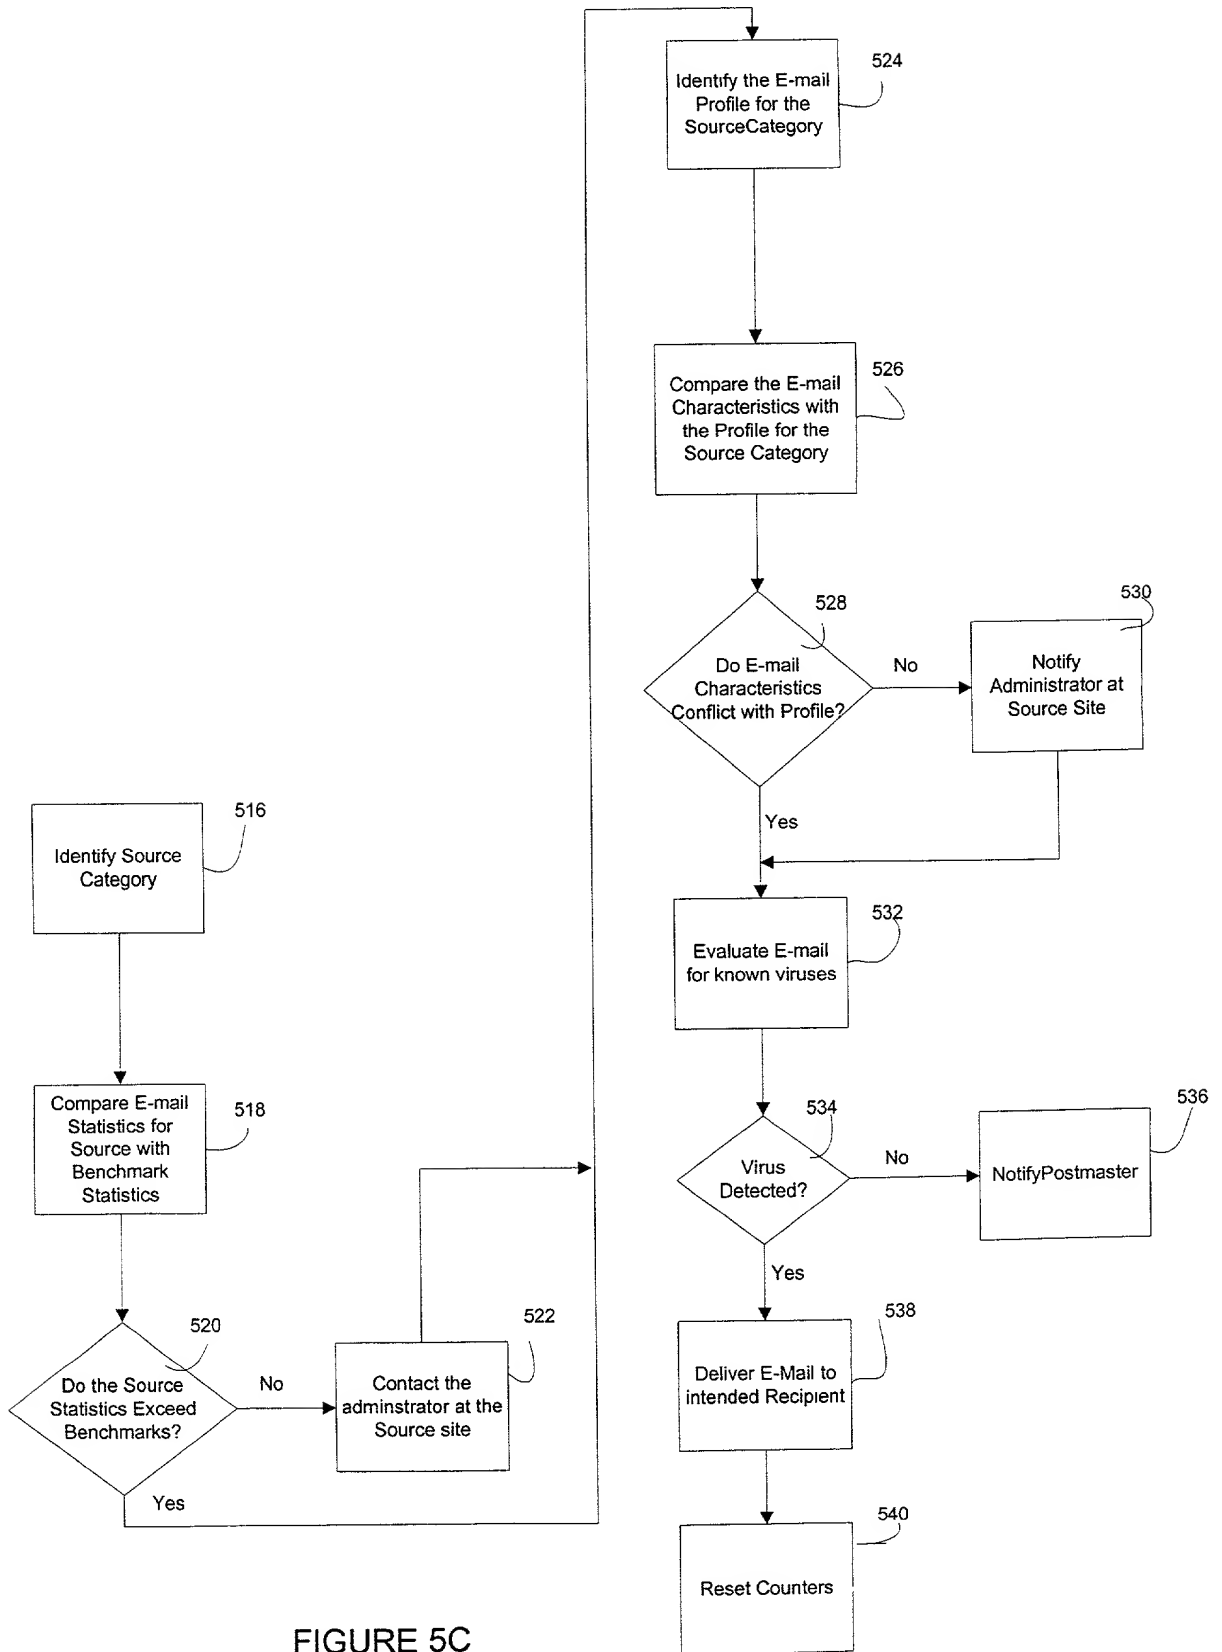 516
Identify Source
Category
518
Compare E-mail
Statistics for
Source with
Benchmark
Statistics
520
Do the Source
Statistics Exceed
Benchmarks?
No
Yes
522
Contact the
adminstrator at the
Source site
524
Identify the E-mail
Profile for the
SourceCategory
526
Compare the E-mail
Characteristics with
the Profile for the
Source Category
528
Do E-mail
Characteristics
Conflict with Profile?
No
Yes
530
Notify
Administrator at
Source Site
532
Evaluate E-mail
for known viruses
534
Virus
Detected?
No
Yes
536
NotifyPostmaster
538
Deliver E-Mail to
intended Recipient
540
Reset Counters
FIGURE 5C